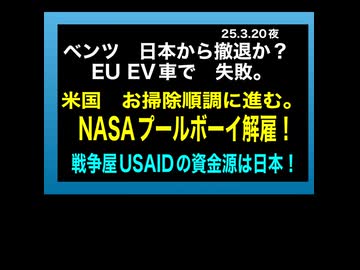 25.3.20夜
ベンツ 日本から撤退か？
EU EV車で 失敗。
米国 お掃除順調に進む。
NASAプールボーイ解雇！
戦争屋USAIDの資金源は日本！